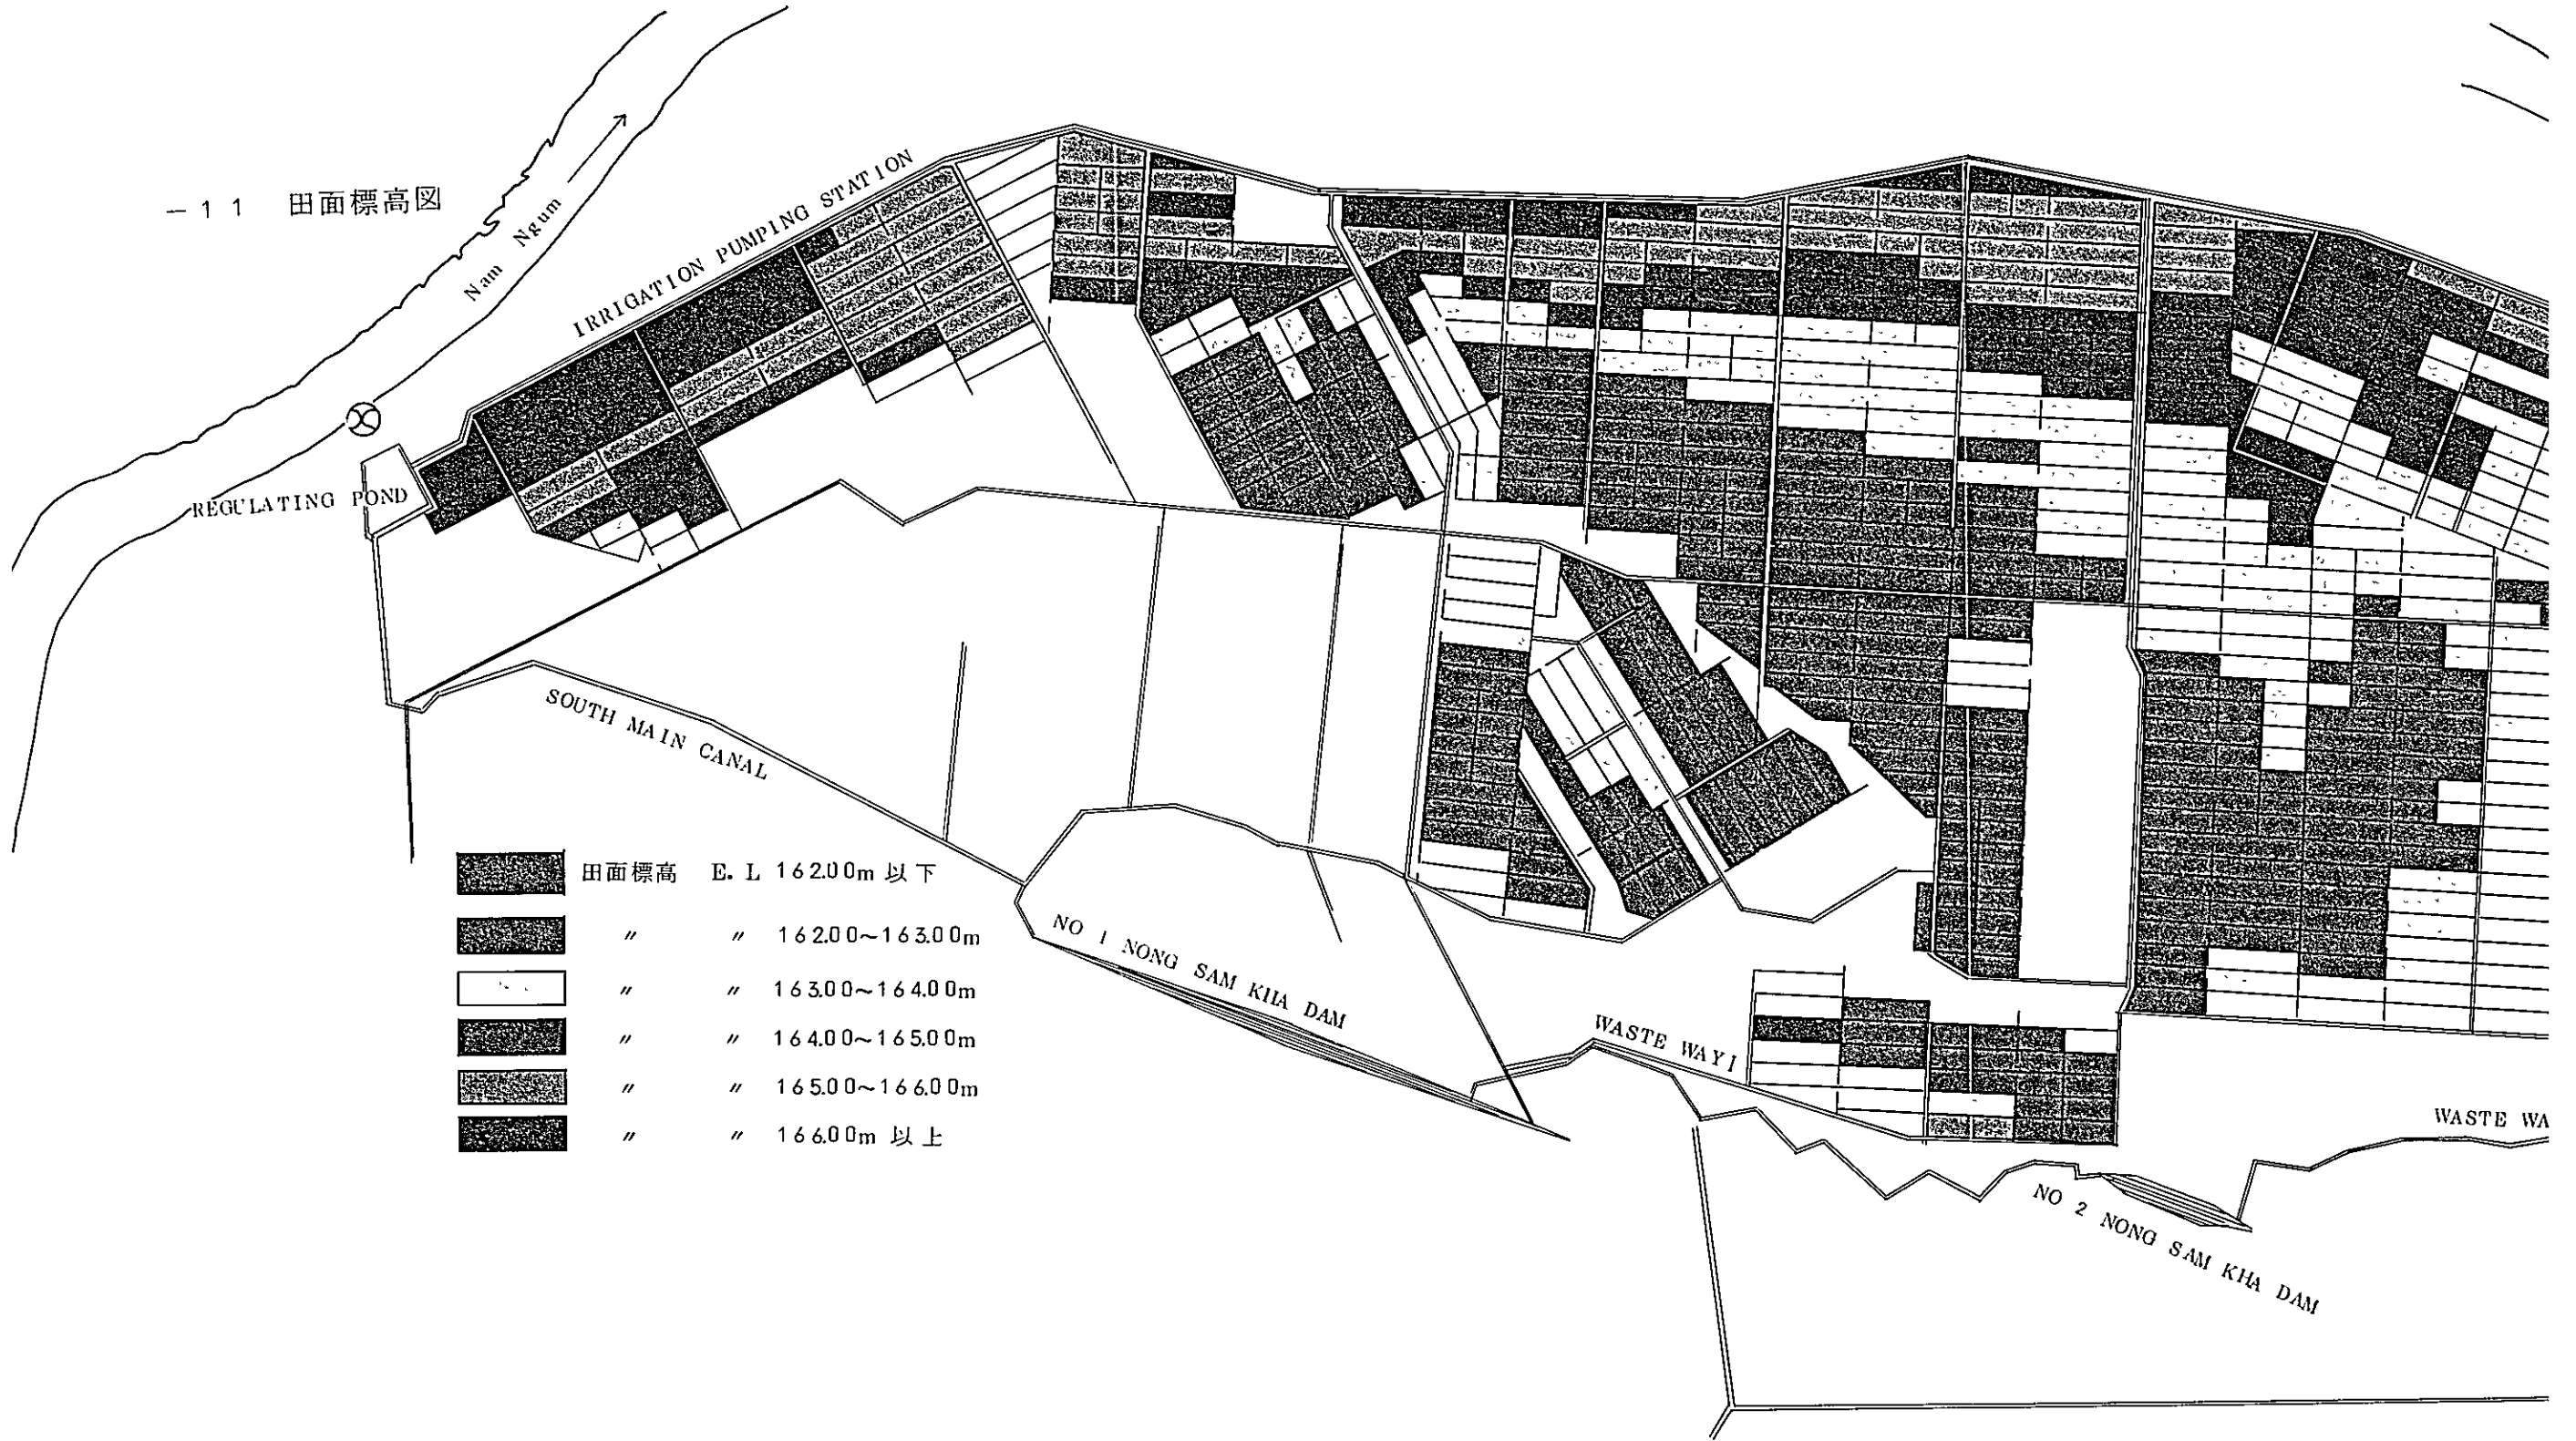 －11 田面標高図
Nam Ngum
IRRIGATION PUMPING STATION
REGULATING POND
SOUTH MAIN CANAL
田面標高 E.L 162.00m 以下
〃 〃 162.00~163.00m
〃 〃 163.00~164.00m
〃 〃 164.00~165.00m
〃 〃 165.00~166.00m
〃 〃 166.00m 以上
NO 1 NONG SAM KHA DAM
WASTE WAY 1
WASTE WA
NO 2 NONG SAM KHA DAM